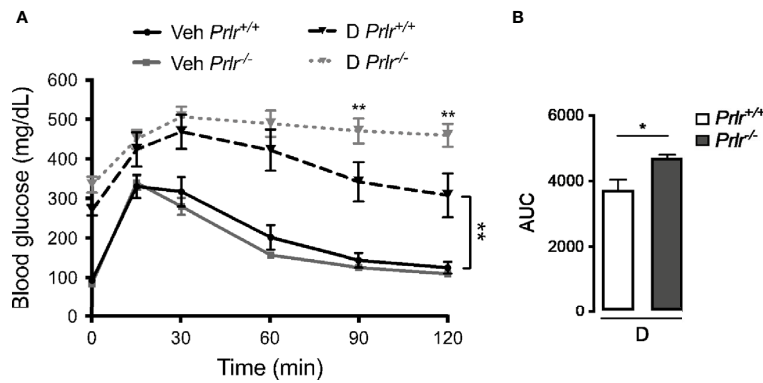 A
Veh Prlr+/+
Veh Prlr-/-
D Prlr+/+
D Prlr-/-
Blood glucose (mg/dL)
600
500
400
300
200
100
0
**
**
**
0
30
60
90
120
Time (min)
B
Prlr+/+
Prlr-/-
AUC
6000
4000
2000
0
*
D